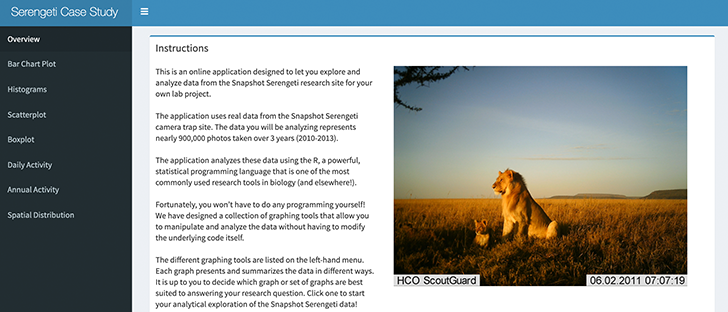 Serengeti Case Study
Overview
Bar Chart Plot
Histograms
Scatterplot
Boxplot
Daily Activity
Annual Activity
Spatial Distribution
Instructions
This is an online application designed to let you explore and
analyze data from the Snapshot Serengeti research site for your
own lab project.
The application uses real data from the Snapshot Serengeti
camera trap site. The data you will be analyzing represents
nearly 900,000 photos taken over 3 years (2010-2013).
The application analyzes these data using the R, a powerful,
statistical programming language that is one of the most
commonly used research tools in biology (and elsewhere!).
Fortunately, you won't have to do any programming yourself!
We have designed a collection of graphing tools that allow you
to manipulate and analyze the data without having to modify
the underlying code itself.
The different graphing tools are listed on the left-hand menu.
Each graph presents and summarizes the data in different ways.
It is up to you to decide which graph or set of graphs are best
suited to answering your research question. Click one to start
your analytical exploration of the Snapshot Serengeti data!
HCO ScoutGuard
06.02.2011 07:07:19